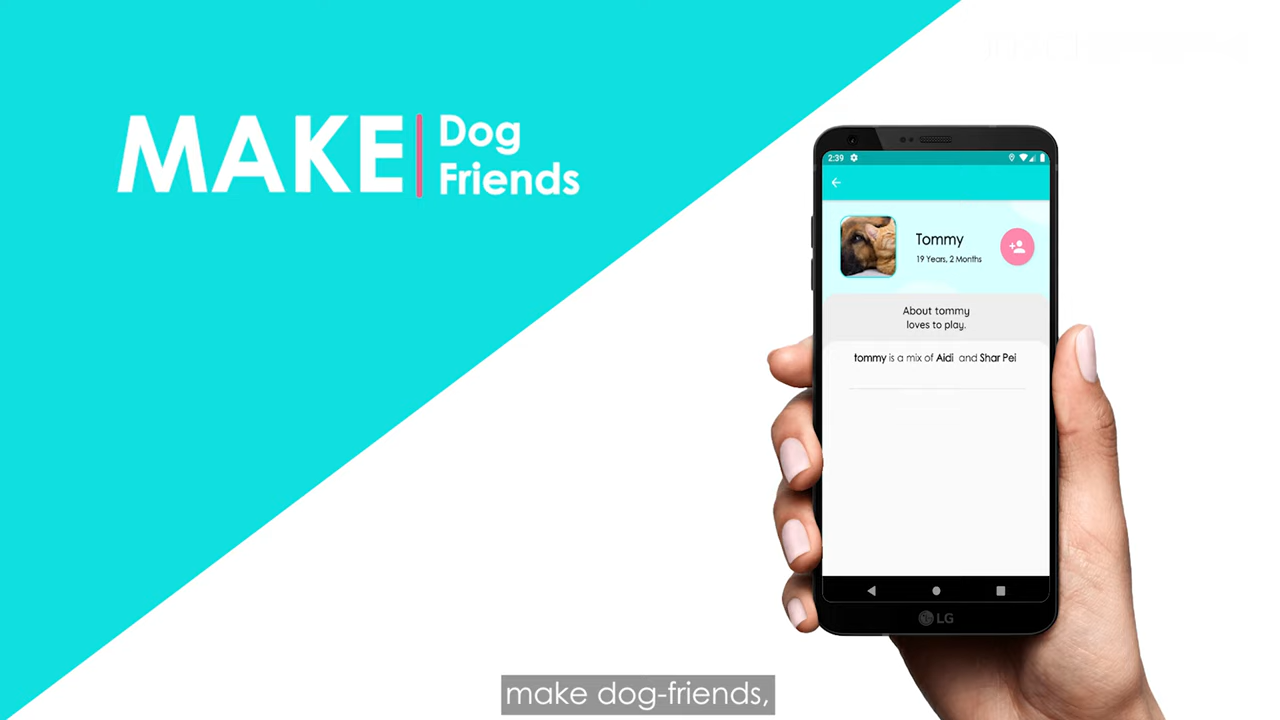 MAKE
Dog
Friends
2:39
Tommy
19 Years, 2 Months
About tommy
loves to play.
tommy is a mix of Aidi and Shar Pei
LG
make dog-friends,